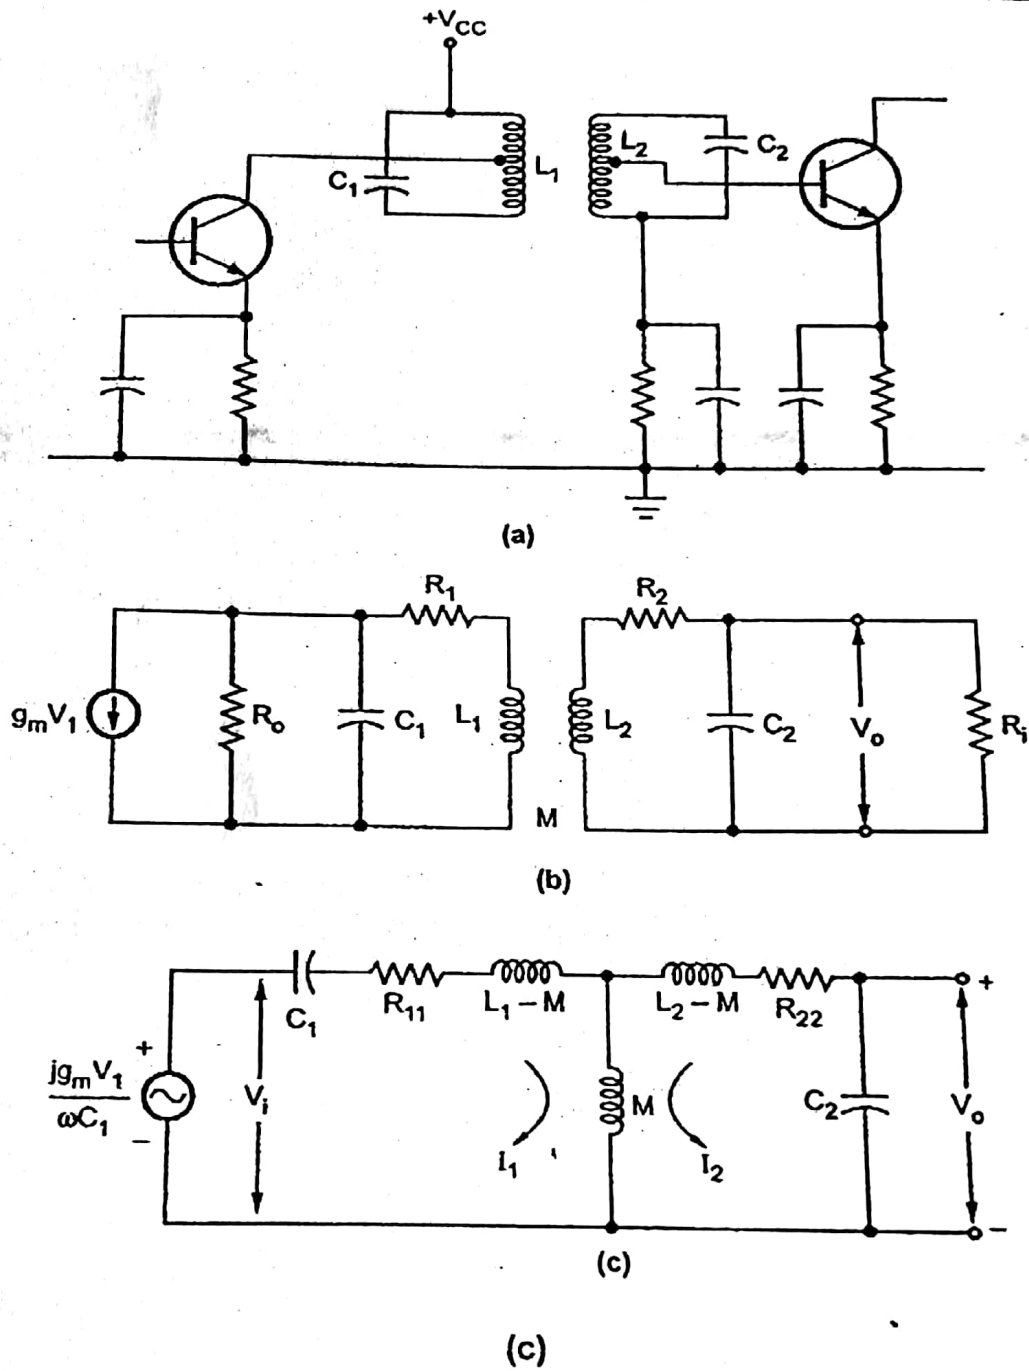 +V_CC
C₁
L₁
L₂
C₂
(a)
R₁
R₂
gₘV₁
Rₒ
C₁
L₁
L₂
C₂
Vₒ
Rᵢ
M
(b)
C₁
R₁₁
L₁ – M
L₂ – M
R₂₂
+
+
jgₘV₁
ωC₁
–
Vᵢ
M
C₂
Vₒ
I₁
I₂
–
(c)
(c)